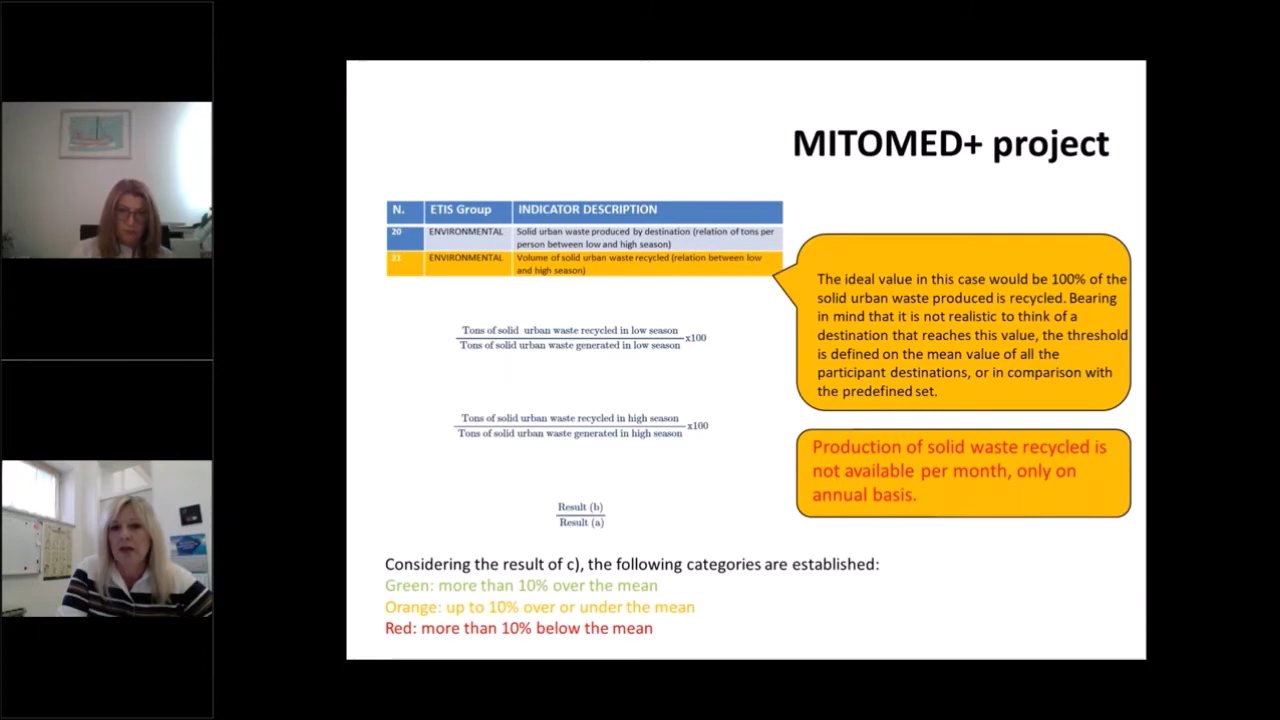 MITOMED+ project
N. ETIS Group INDICATOR DESCRIPTION
20 ENVIRONMENTAL Solid urban waste produced by destination (relation of tons per
person between low and high season)
21 ENVIRONMENTAL Volume of solid urban waste recycled (relation between low
and high season)
The ideal value in this case would be 100% of the
solid urban waste produced is recycled. Bearing
in mind that it is not realistic to think of a
destination that reaches this value, the threshold
is defined on the mean value of all the
participant destinations, or in comparison with
the predefined set.
Tons of solid urban waste recycled in low season
Tons of solid urban waste generated in low season
x100
Tons of solid urban waste recycled in high season
Tons of solid urban waste generated in high season
x100
Production of solid waste recycled is
not available per month, only on
annual basis.
Result (b)
Result (a)
Considering the result of c), the following categories are established:
Green: more than 10% over the mean
Orange: up to 10% over or under the mean
Red: more than 10% below the mean